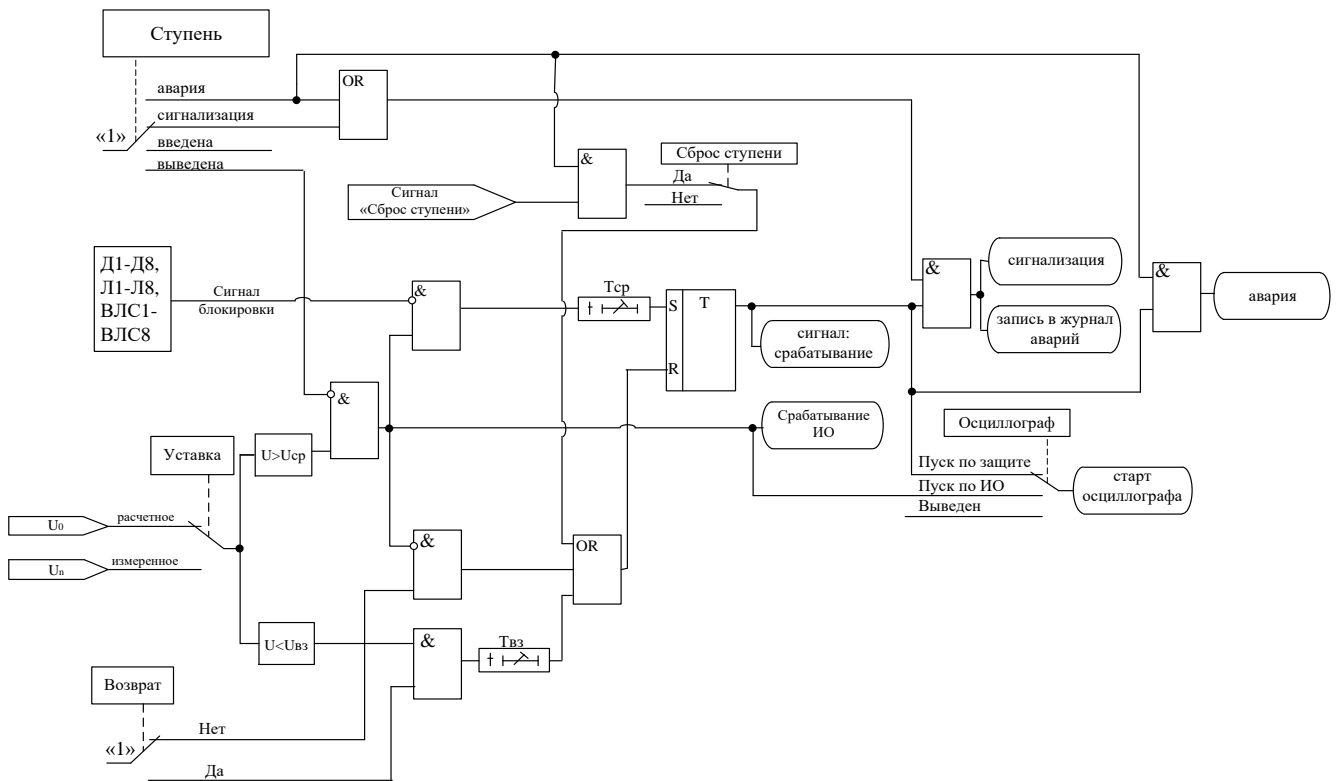 Ступень
авария
OR
сигнализация
«1»
введена
выведена
&
Сброс ступени
Да
Нет
Сигнал
«Сброс ступени»
Д1-Д8,
Л1-Л8,
ВЛС1-
ВЛС8
Сигнал
блокировки
&
Тср
S
T
R
сигнал:
срабатывание
&
сигнализация
запись в журнал
аварий
&
авария
&
Срабатывание
ИО
Осциллограф
Пуск по защите
Пуск по ИО
Выведен
старт
осциллографа
Уставка
U>Uср
U0
расчетное
Un
измеренное
&
OR
U<Uвз
&
Твз
Возврат
Нет
«1»
Да